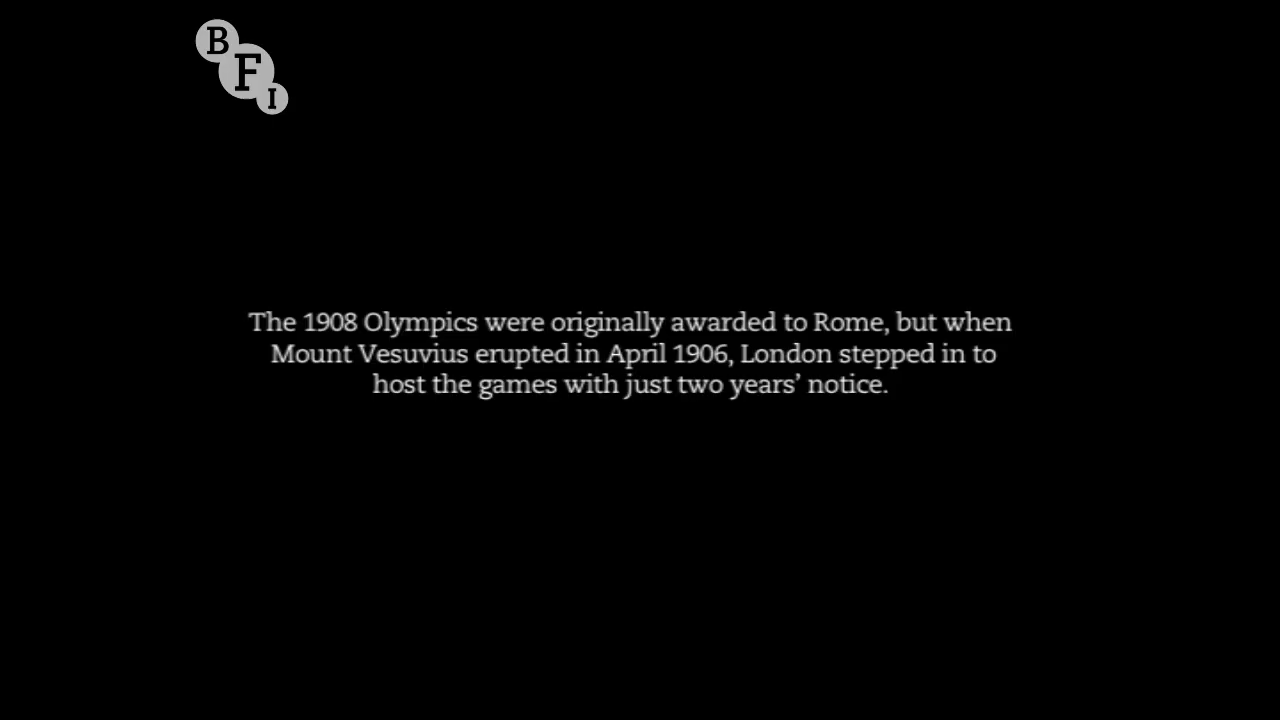 BFI
The 1908 Olympics were originally awarded to Rome, but when
Mount Vesuvius erupted in April 1906, London stepped in to
host the games with just two years’ notice.